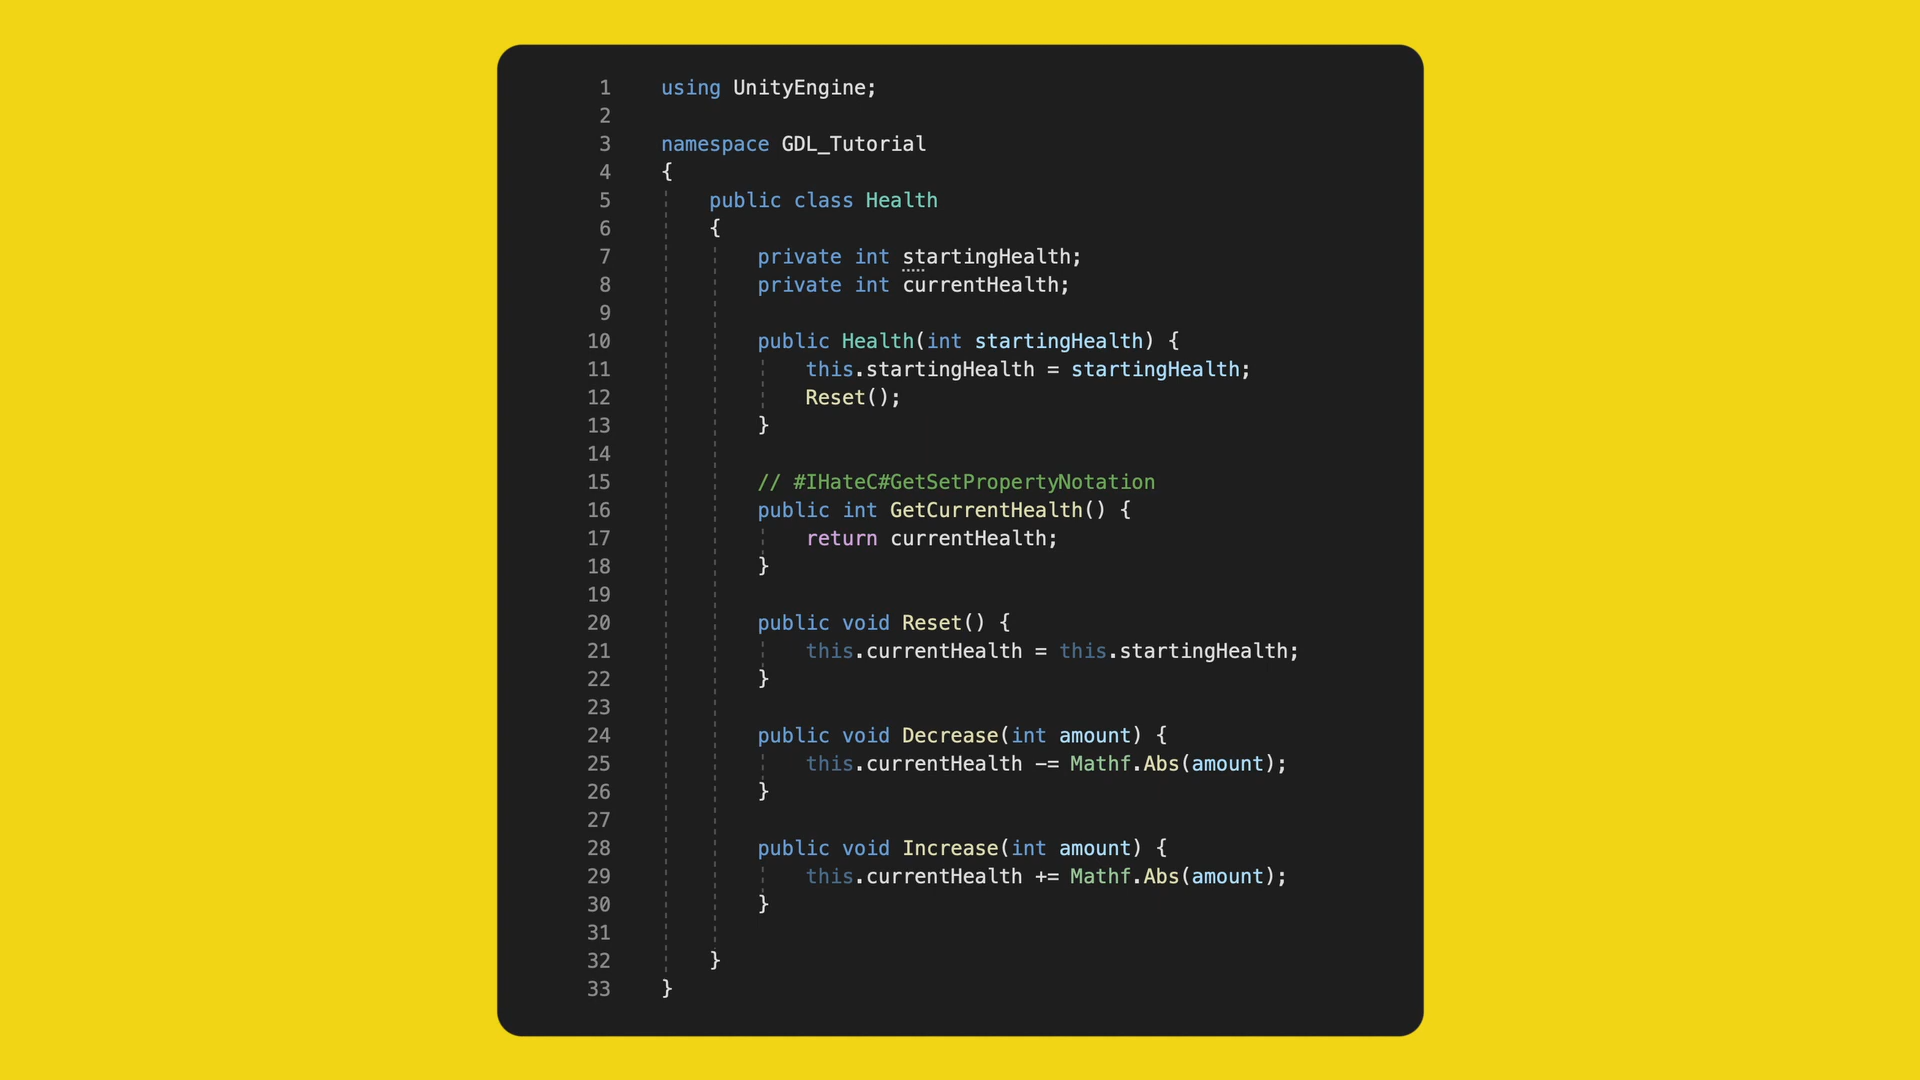 1 using UnityEngine;
2
3 namespace GDL_Tutorial
4 {
5 public class Health
6 {
7 private int startingHealth;
8 private int currentHealth;
9
10 public Health(int startingHealth) {
11 this.startingHealth = startingHealth;
12 Reset();
13 }
14
15 // #IHateC#GetSetPropertyNotation
16 public int GetCurrentHealth() {
17 return currentHealth;
18 }
19
20 public void Reset() {
21 this.currentHealth = this.startingHealth;
22 }
23
24 public void Decrease(int amount) {
25 this.currentHealth -= Mathf.Abs(amount);
26 }
27
28 public void Increase(int amount) {
29 this.currentHealth += Mathf.Abs(amount);
30 }
31
32 }
33 }